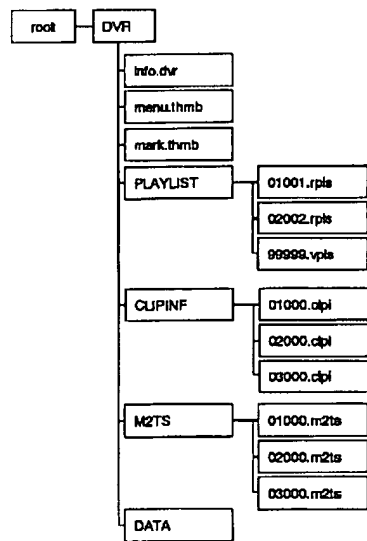 root
DVR
info.dvr
menu.thmb
mark.thmb
PLAYLIST
01001.rpls
02002.rpls
99999.vpls
CLIPINF
01000.clpi
02000.clpi
03000.clpi
M2TS
01000.m2ts
02000.m2ts
03000.m2ts
DATA